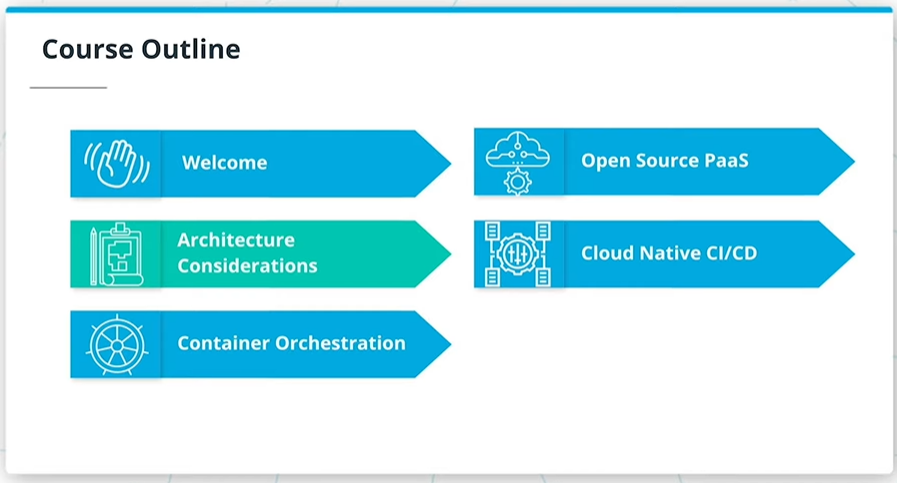 Course Outline
Welcome
Architecture
Considerations
Container Orchestration
Open Source PaaS
Cloud Native CI/CD